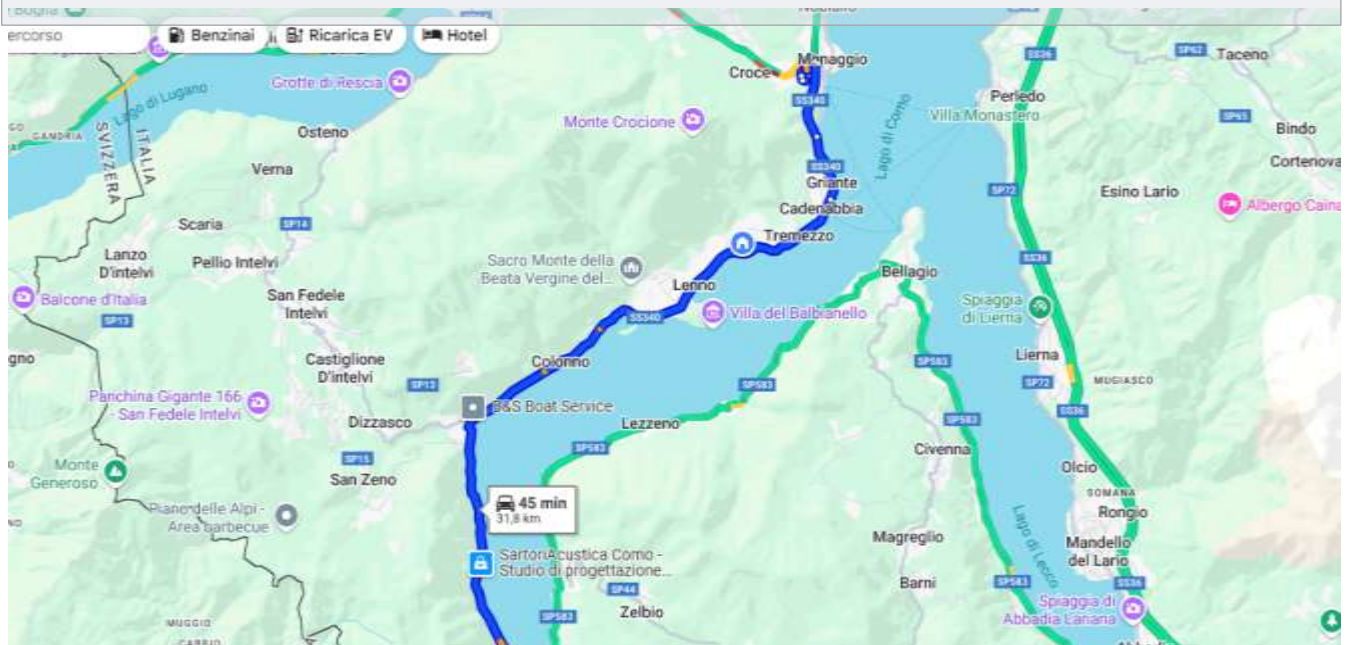 ercorso
Benzinai
Ricarica EV
Hotel
Menaggio
Croce
SP62
Taceno
SS36
Grotte di Rescia
Lago di Lugano
GANDRIA
SVIZZERA
ITALIA
Osteno
Monte Crocione
SS340
Lago di Como
Perledo
Villa Monastero
SP65
Bindo
Cortenova
Verna
SS340
Griante
Cadenabbia
SP72
Esino Lario
Albergo Caina
Scaria
SP14
Tremezzo
Lanzo
D'intelvi
Pellio Intelvi
Sacro Monte della
Beata Vergine del...
Lenno
Bellagio
SS36
Balcone d'Italia
San Fedele
Intelvi
SP13
SS340
Villa del Balbianello
Spiaggia
di Lierna
Colonno
Castiglione
D'intelvi
SP13
SP583
SP583
Lierna
SP72
MUGIASCO
Panchina Gigante 166
- San Fedele Intelvi
B&S Boat Service
SS36
Dizzasco
Lezzeno
SP583
SP583
Civenna
SP15
Monte
Generoso
San Zeno
Olcio
SOMANA
Rongio
45 min
31,8 km
Piano delle Alpi -
Area barbecue
Lago di Lecco
Magreglio
Mandello
del Lario
SartoriAcustica Como -
Studio di progettazione...
SP44
Barni
SP583
SS36
Zelbio
SP583
Spiaggia di
Abbadia Lariana
MUGGIO